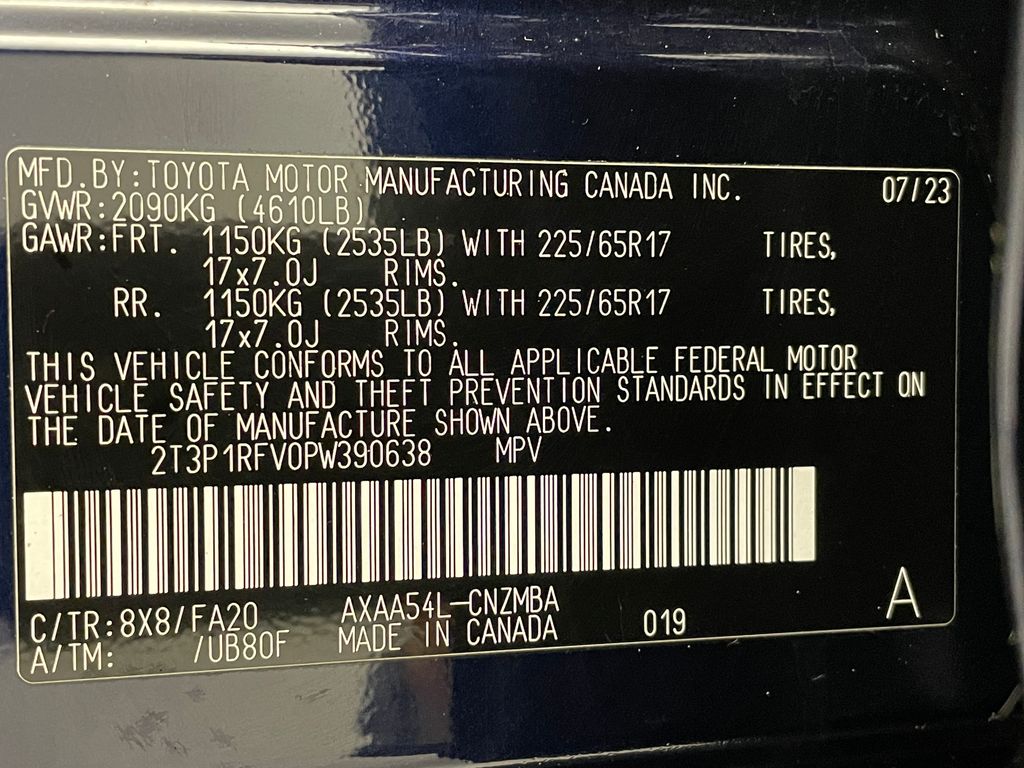 MFD.BY:TOYOTA MOTOR MANUFACTURING CANADA INC. 07/23
GVWR:2090KG (4610LB)
GAWR:FRT. 1150KG (2535LB) WITH 225/65R17 TIRES,
17x7.0J RIMS.
RR. 1150KG (2535LB) WITH 225/65R17 TIRES,
17x7.0J RIMS.
THIS VEHICLE CONFORMS TO ALL APPLICABLE FEDERAL MOTOR
VEHICLE SAFETY AND THEFT PREVENTION STANDARDS IN EFFECT ON
THE DATE OF MANUFACTURE SHOWN ABOVE.
2T3P1RFV0PW390638 MPV
C/TR:8X8/FA20 AXAA54L-CNZMBA
A/TM: /UB80F MADE IN CANADA 019 A